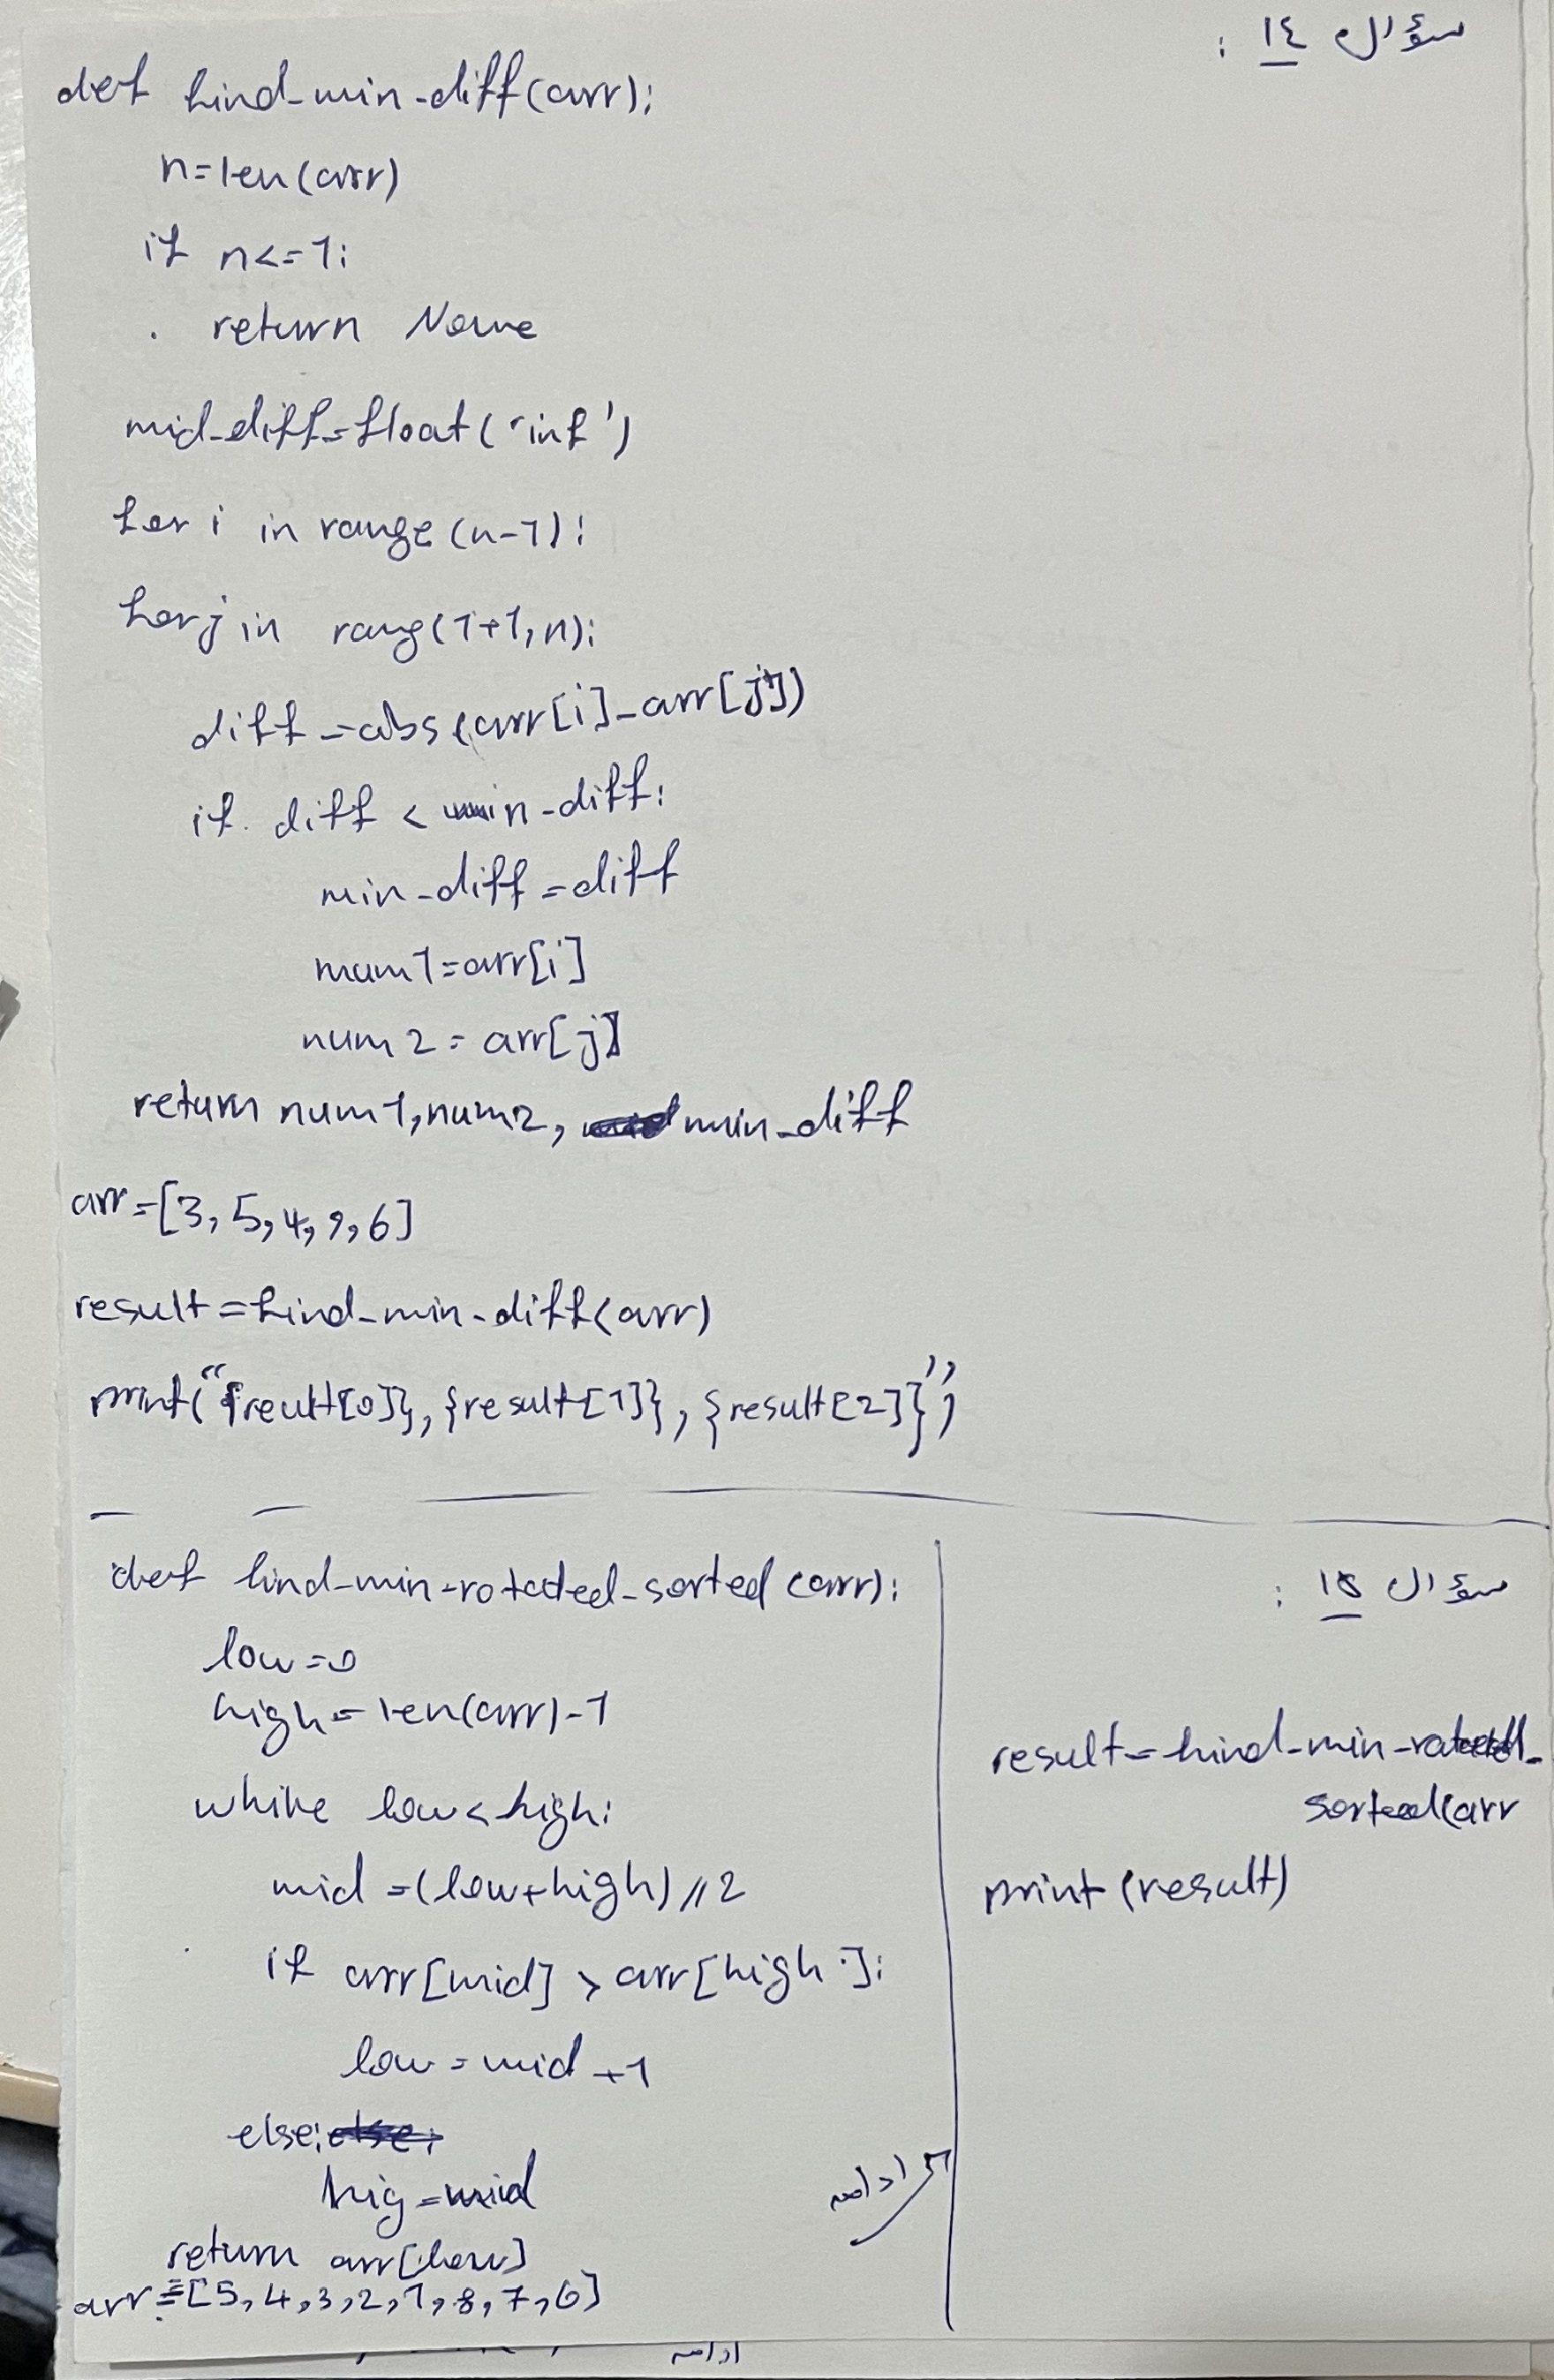 سؤال ١٤ :
def find-min-diff(arr):
n=len(arr)
if n<=1:
return None
mid-diff=float('inf')
for i in range(n-1):
for j in rang(1+1,n):
diff=abs(arr[i]-arr[j])
if diff < min-diff:
min-diff=diff
mum1=arr[i]
num2=arr[j]
return num1,num2, min-diff
arr=[3,5,4,9,6]
result=find-min-diff(arr)
print("{reult[0]},{result[1]},{result[2]}")
سؤال ١٥ :
def find-min-rotated-sorted(arr):
low=0
high=len(arr)-1
while low<high:
mid=(low+high)//2
if arr[mid]>arr[high]:
low=mid+1
else:
hig=mid
return arr[low]
arr=[5,4,3,2,1,8,7,6]
ادامه
result=find-min-rotated-
sorted(arr
print(result)
ادامه